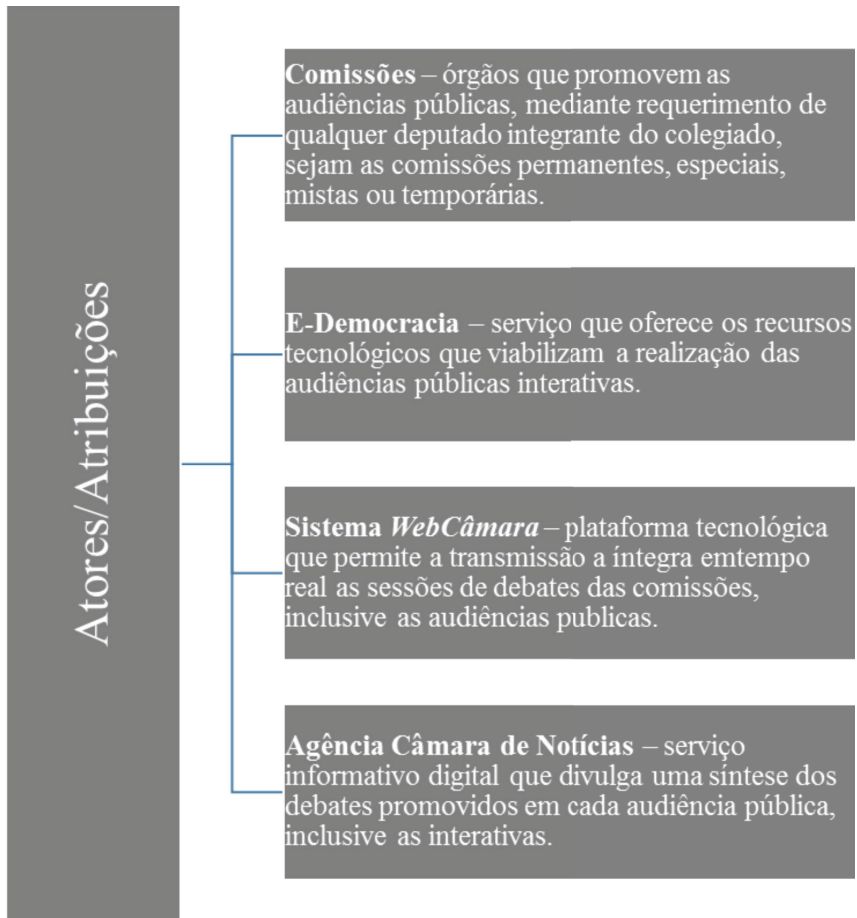 Atores/Atribuições
Comissões – órgãos que promovem as
audiências públicas, mediante requerimento de
qualquer deputado integrante do colegiado,
sejam as comissões permanentes, especiais,
mistas ou temporárias.
E-Democracia – serviço que oferece os recursos
tecnológicos que viabilizam a realização das
audiências públicas interativas.
Sistema WebCâmara – plataforma tecnológica
que permite a transmissão a íntegra emtempo
real as sessões de debates das comissões,
inclusive as audiências publicas.
Agência Câmara de Notícias – serviço
informativo digital que divulga uma síntese dos
debates promovidos em cada audiência pública,
inclusive as interativas.